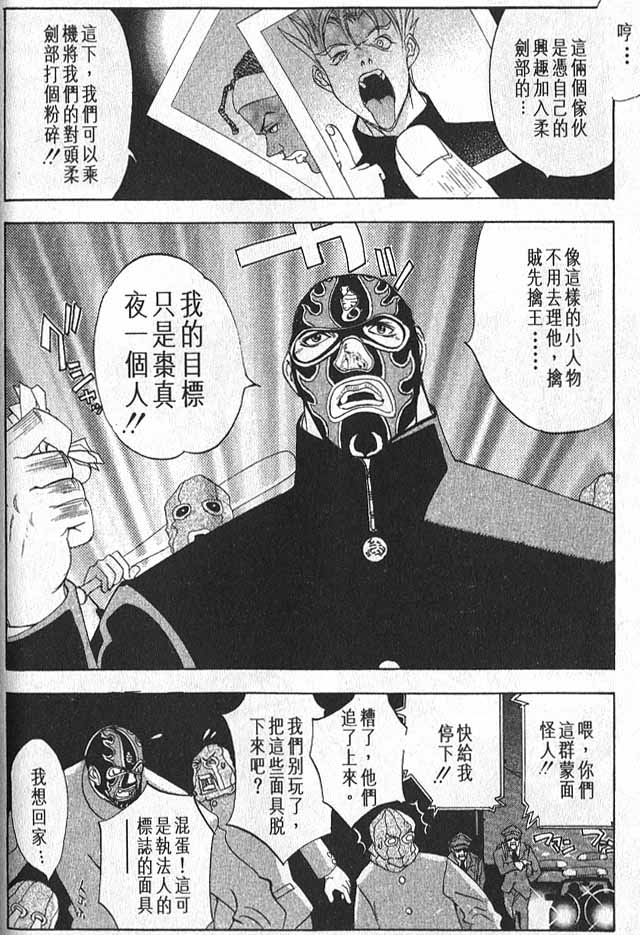 哼…
這倆個傢伙
是憑自己的
興趣加入柔
劍部的…
這下，我們可以乘
機將我們的對頭柔
劍部打個粉碎!!
像這樣的小人物
不用去理他，擒
賊先擒王……
我的目標
只是棗真
夜一個人!!
喂，你們
這群蒙面
怪人!!
快給我
停下!!
糟了，他們
追了上來。
我們別玩了，
把這些面具脫
下來吧？
混蛋！這可
是執法人的
標誌的面具
──
我想回家…